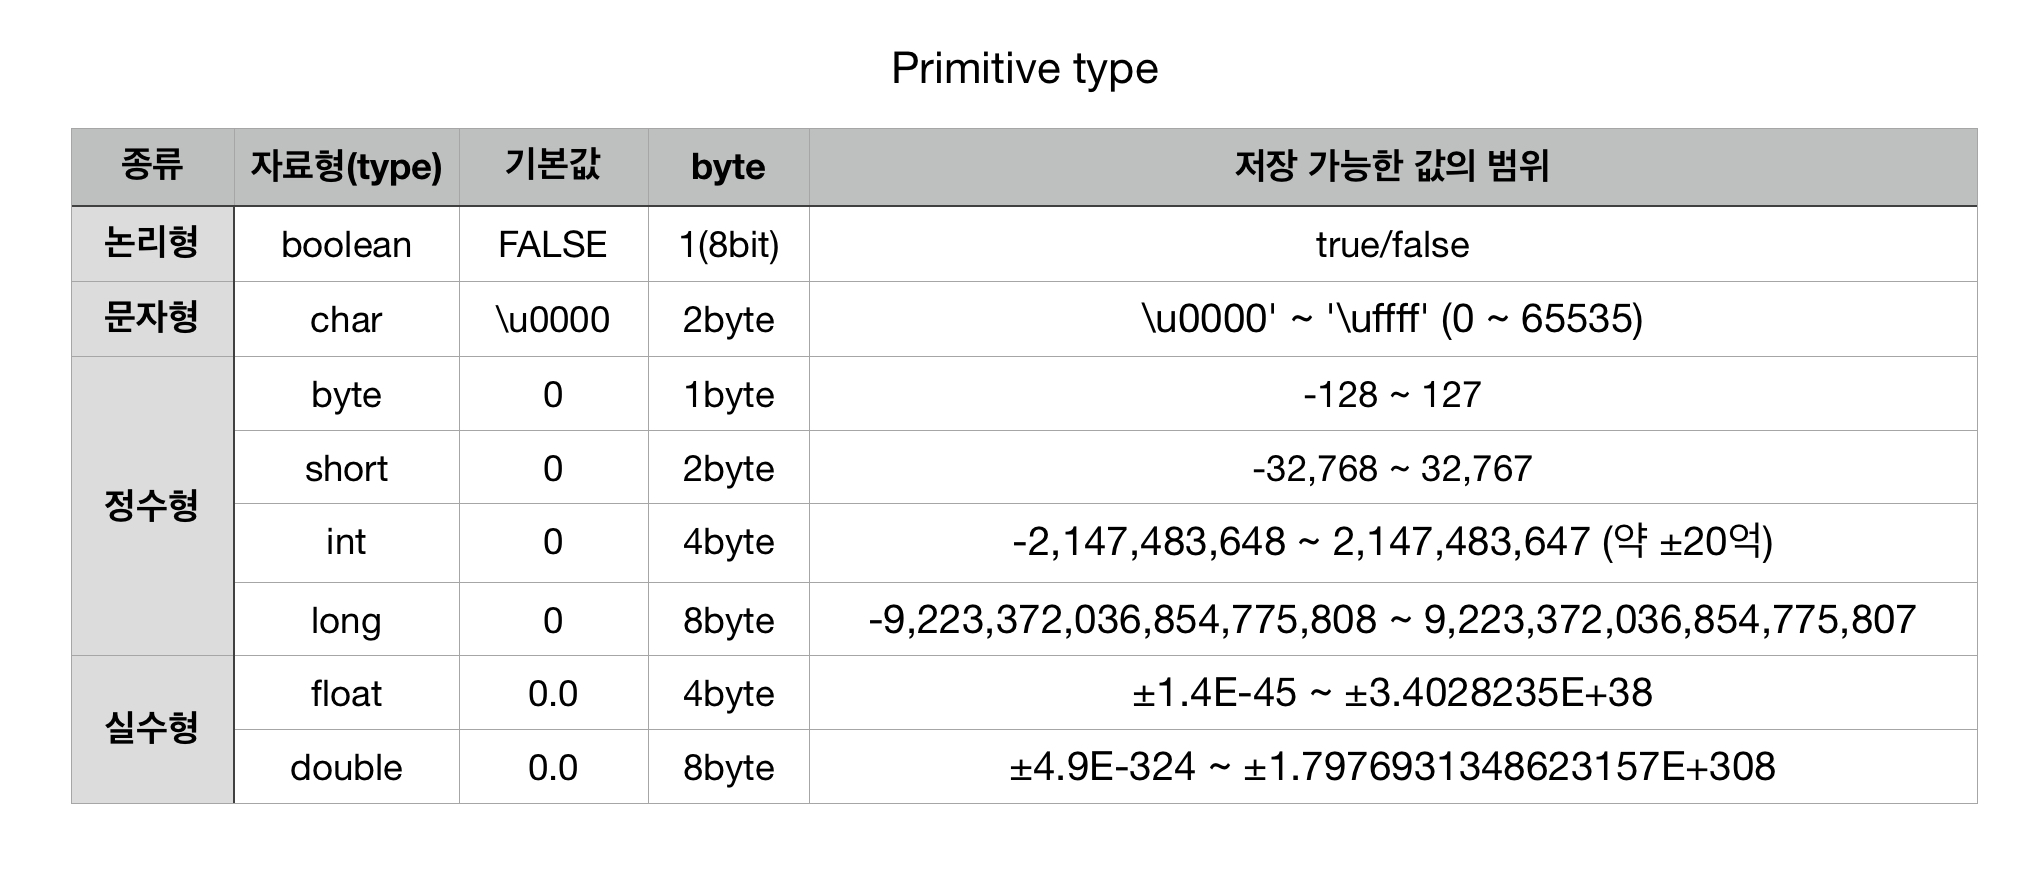 Primitive type
종류 자료형(type) 기본값 byte 저장 가능한 값의 범위
논리형 boolean FALSE 1(8bit) true/false
문자형 char \u0000 2byte \u0000' ~ '\uffff' (0 ~ 65535)
정수형 byte 0 1byte -128 ~ 127
short 0 2byte -32,768 ~ 32,767
int 0 4byte -2,147,483,648 ~ 2,147,483,647 (약 ±20억)
long 0 8byte -9,223,372,036,854,775,808 ~ 9,223,372,036,854,775,807
실수형 float 0.0 4byte ±1.4E-45 ~ ±3.4028235E+38
double 0.0 8byte ±4.9E-324 ~ ±1.7976931348623157E+308